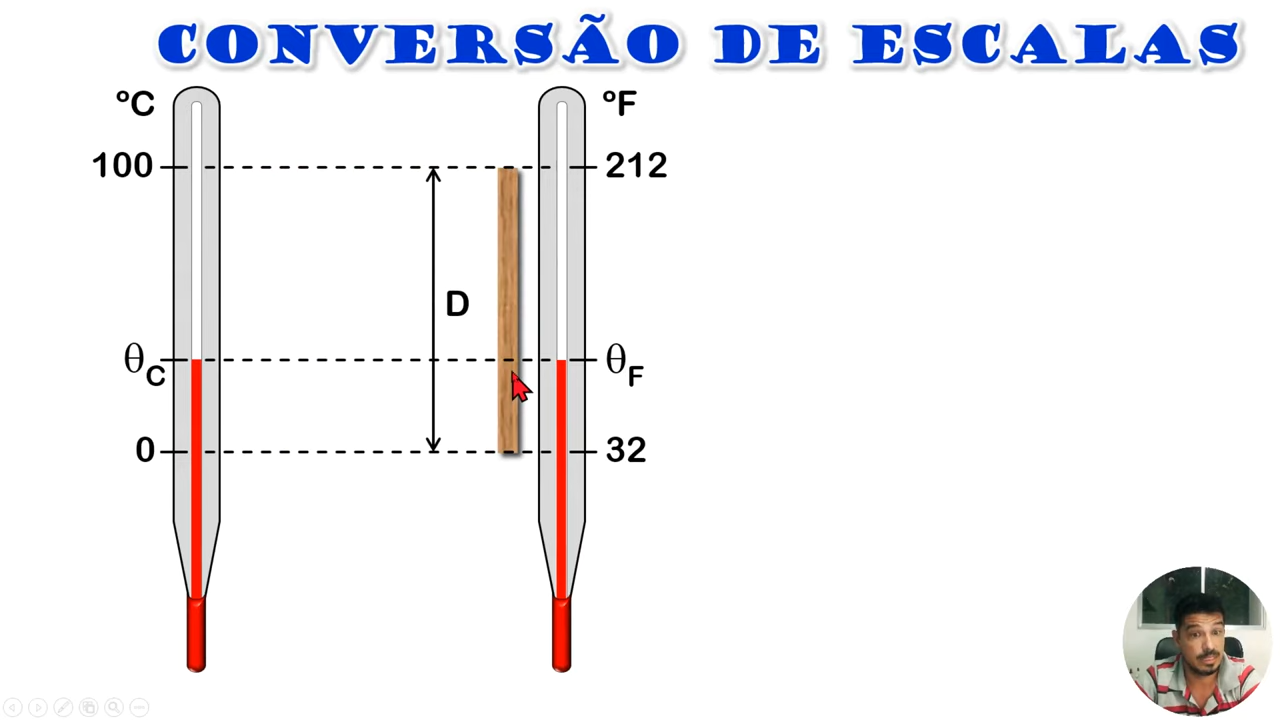 CONVERSÃO DE ESCALAS
ºC ºF
100 212
D
θC θF
0 32